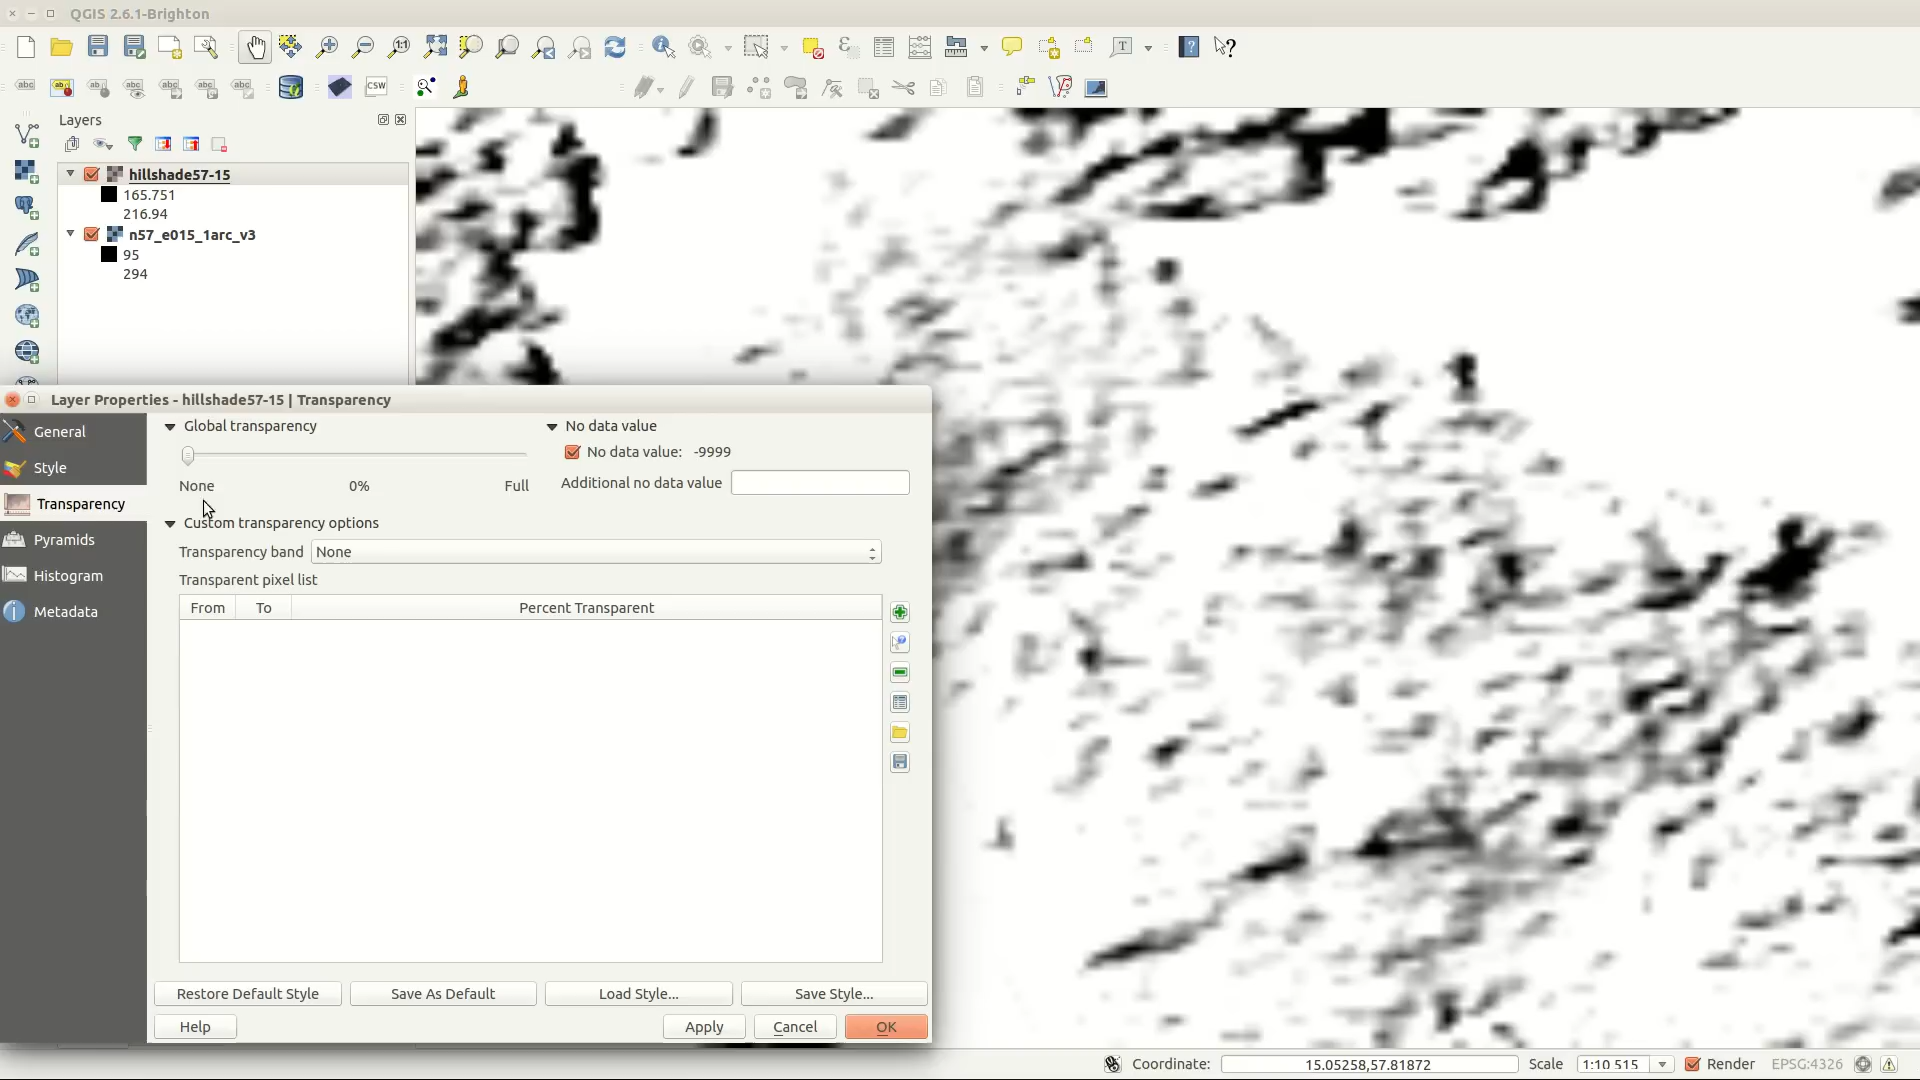 QGIS 2.6.1-Brighton
CSW
Layers
hillshade57-15
165.751
216.94
n57_e015_1arc_v3
95
294
Layer Properties - hillshade57-15 | Transparency
General
Style
Transparency
Pyramids
Histogram
Metadata
Global transparency
None 0% Full
No data value
No data value: -9999
Additional no data value
Custom transparency options
Transparency band None
Transparent pixel list
From To Percent Transparent
Restore Default Style Save As Default Load Style... Save Style...
Help Apply Cancel OK
Coordinate: 15.05258,57.81872 Scale 1:10 515 Render EPSG:4326